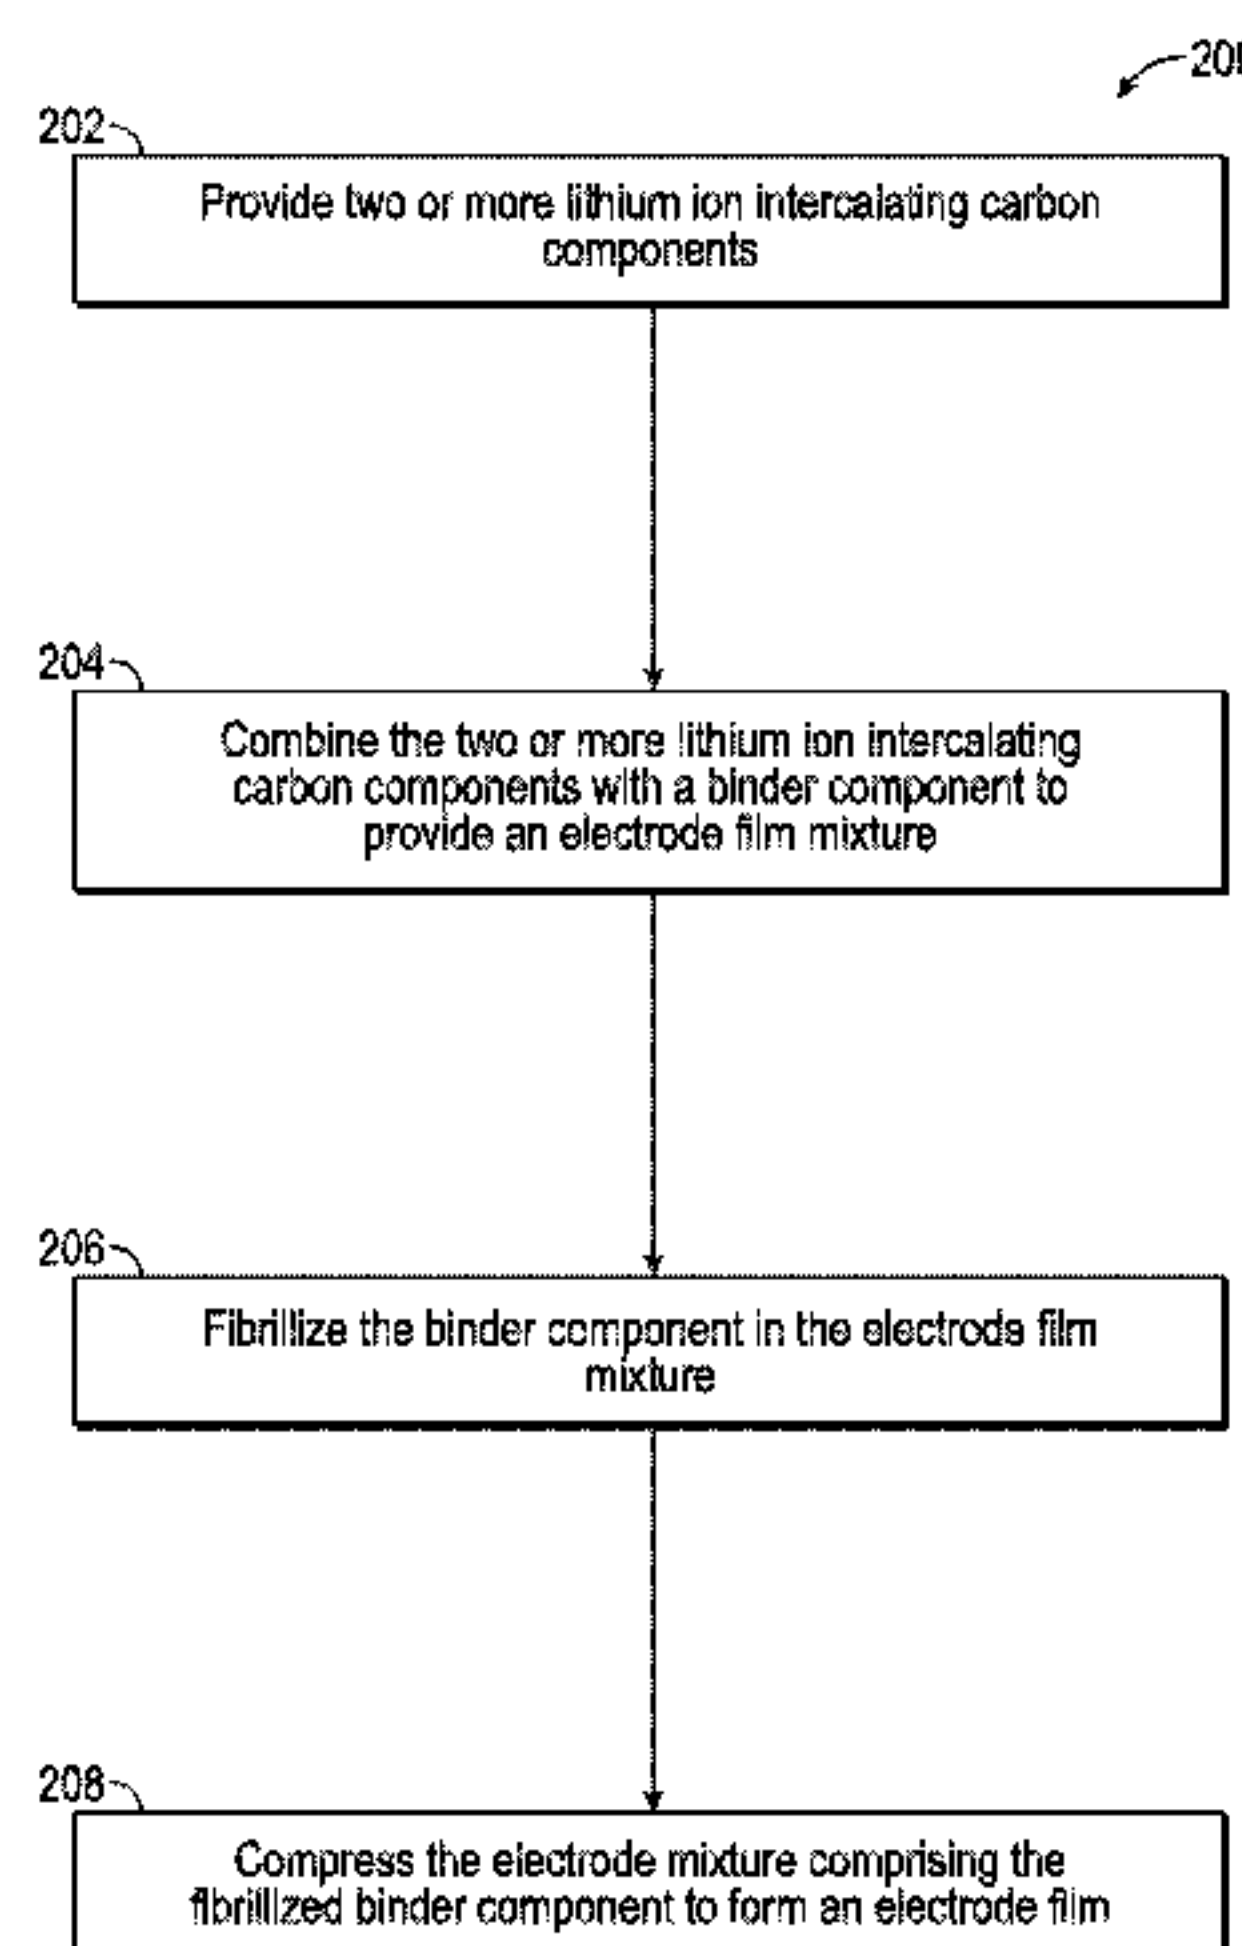 202
Provide two or more lithium ion intercalating carbon
components
204
Combine the two or more lithium ion intercalating
carbon components with a binder component to
provide an electrode film mixture
206
Fibrillize the binder component in the electrode film
mixture
208
Compress the electrode mixture comprising the
fibrillized binder component to form an electrode film